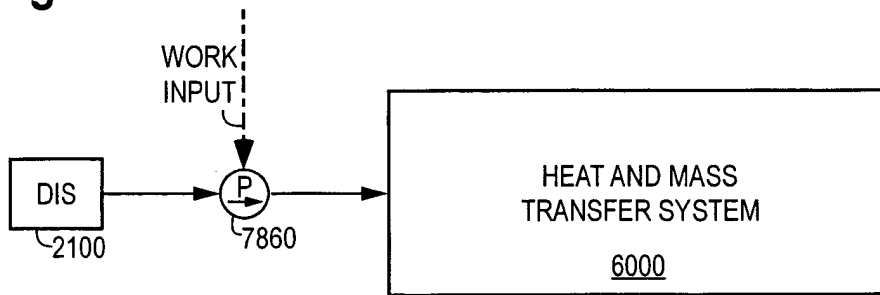 WORK
INPUT
DIS
P
HEAT AND MASS
TRANSFER SYSTEM
2100
7860
6000